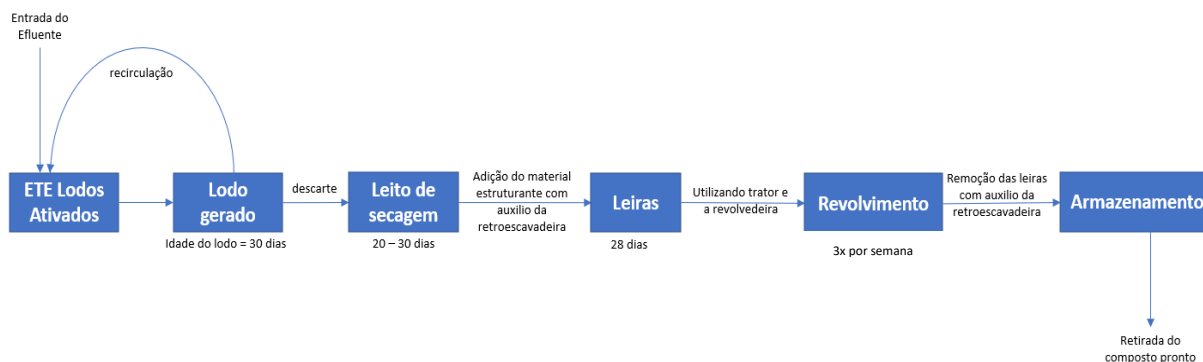 Entrada do
Efluente
recirculação
ETE Lodos
Ativados
Lodo
gerado
Idade do lodo = 30 dias
descarte
Leito de
secagem
20 – 30 dias
Adição do material
estruturante com
auxilio da
retroescavadeira
Leiras
28 dias
Utilizando trator e
a revolvedeira
Revolvimento
3x por semana
Remoção das leiras
com auxilio da
retroescavadeira
Armazenamento
Retirada do
composto pronto